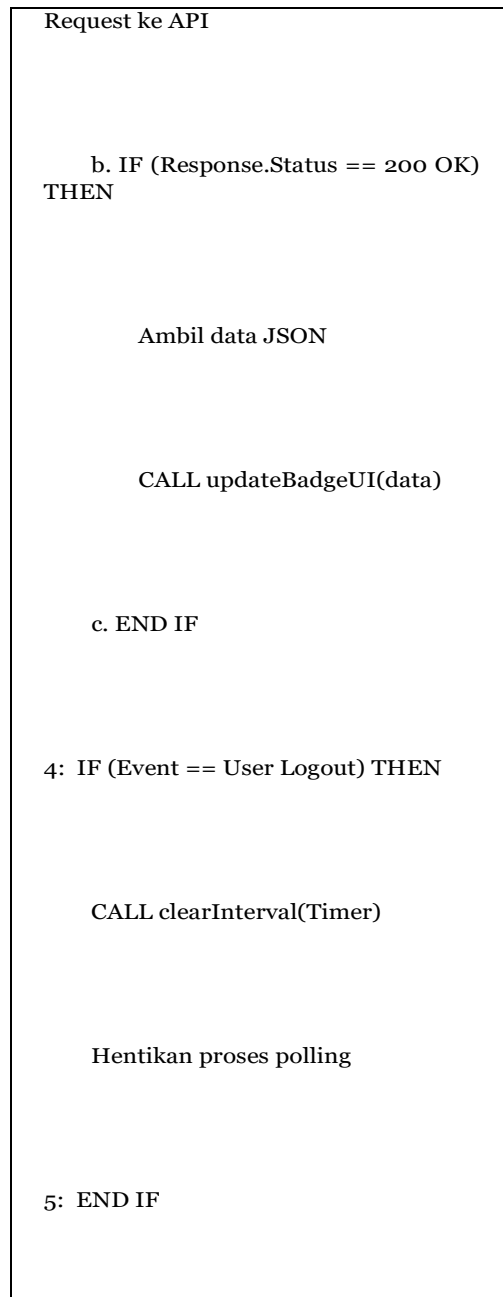 Request ke API
b. IF (Response.Status == 200 OK)
THEN
Ambil data JSON
CALL updateBadgeUI(data)
c. END IF
4: IF (Event == User Logout) THEN
CALL clearInterval(Timer)
Hentikan proses polling
5: END IF